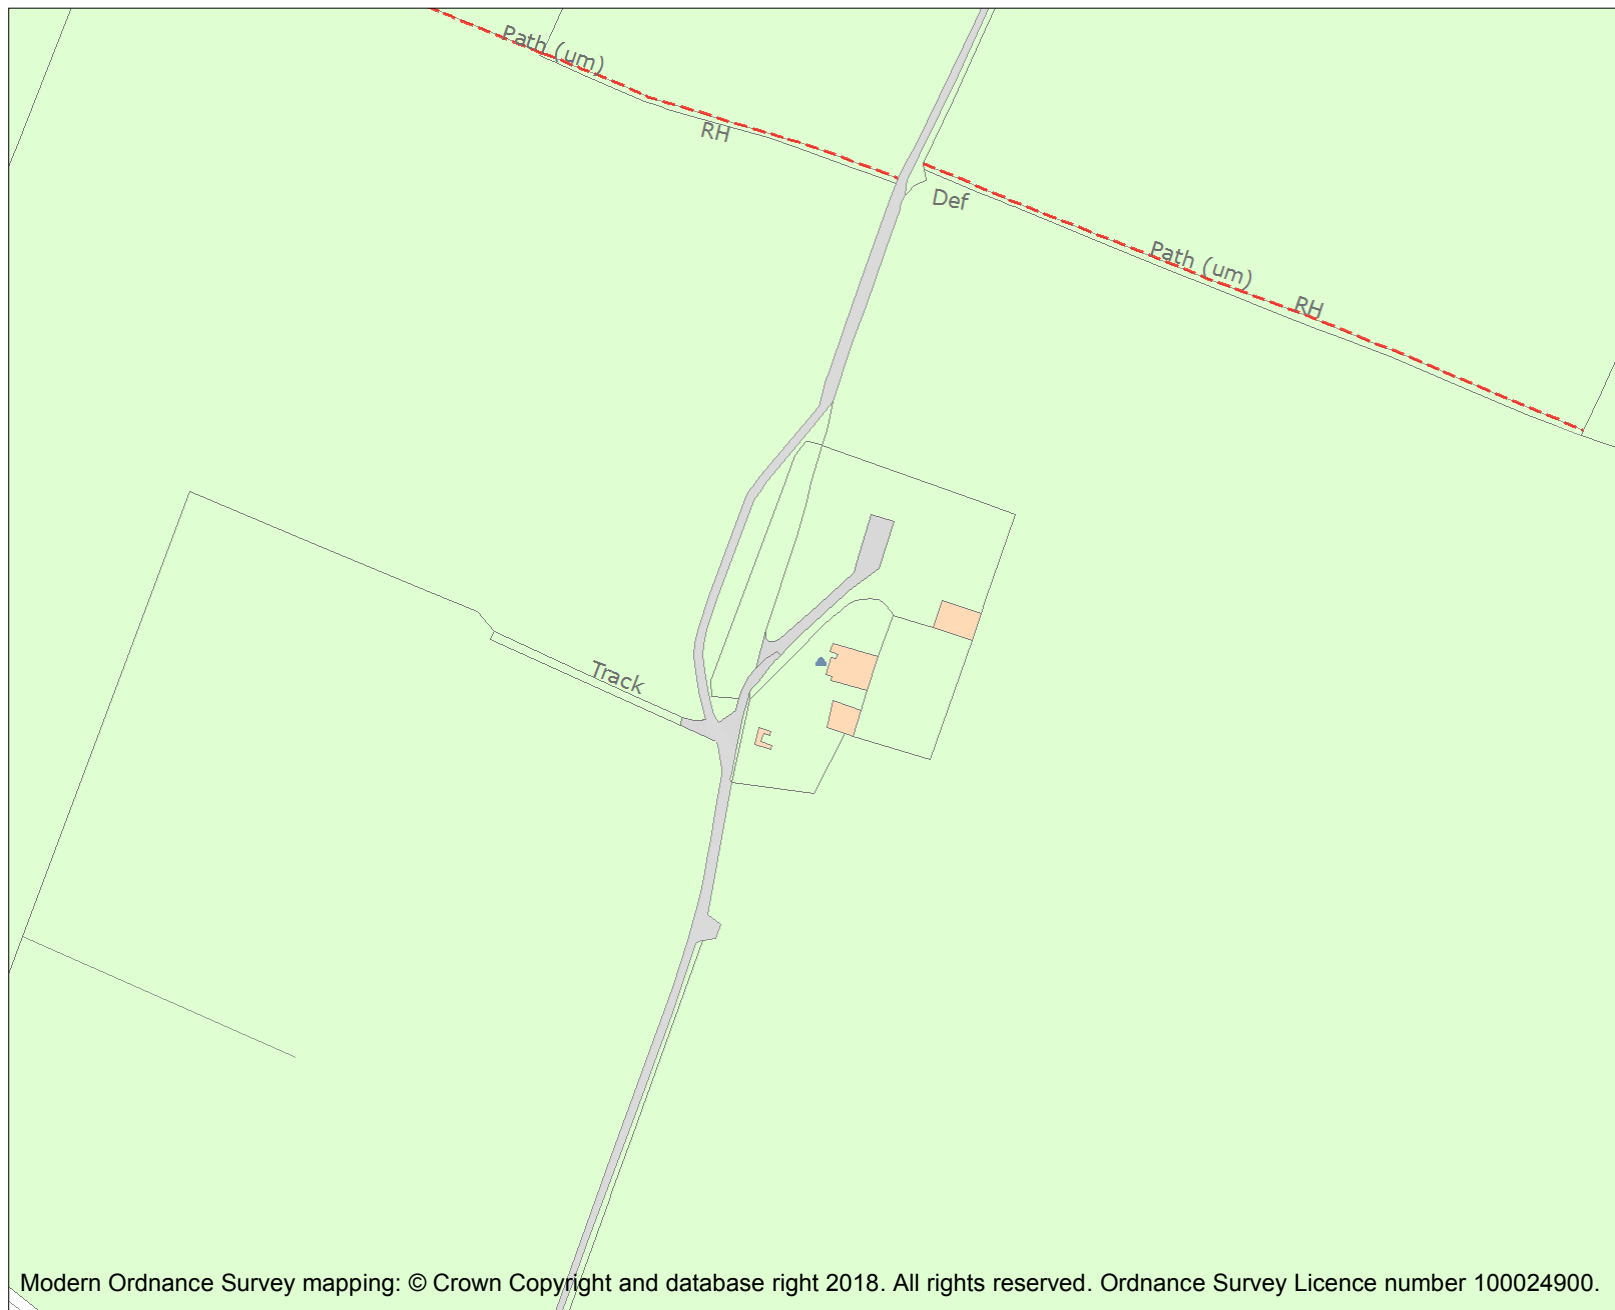 Path (um)
RH
Def
Path (um)
RH
Track
Modern Ordnance Survey mapping: © Crown Copyright and database right 2018. All rights reserved. Ordnance Survey Licence number 100024900.